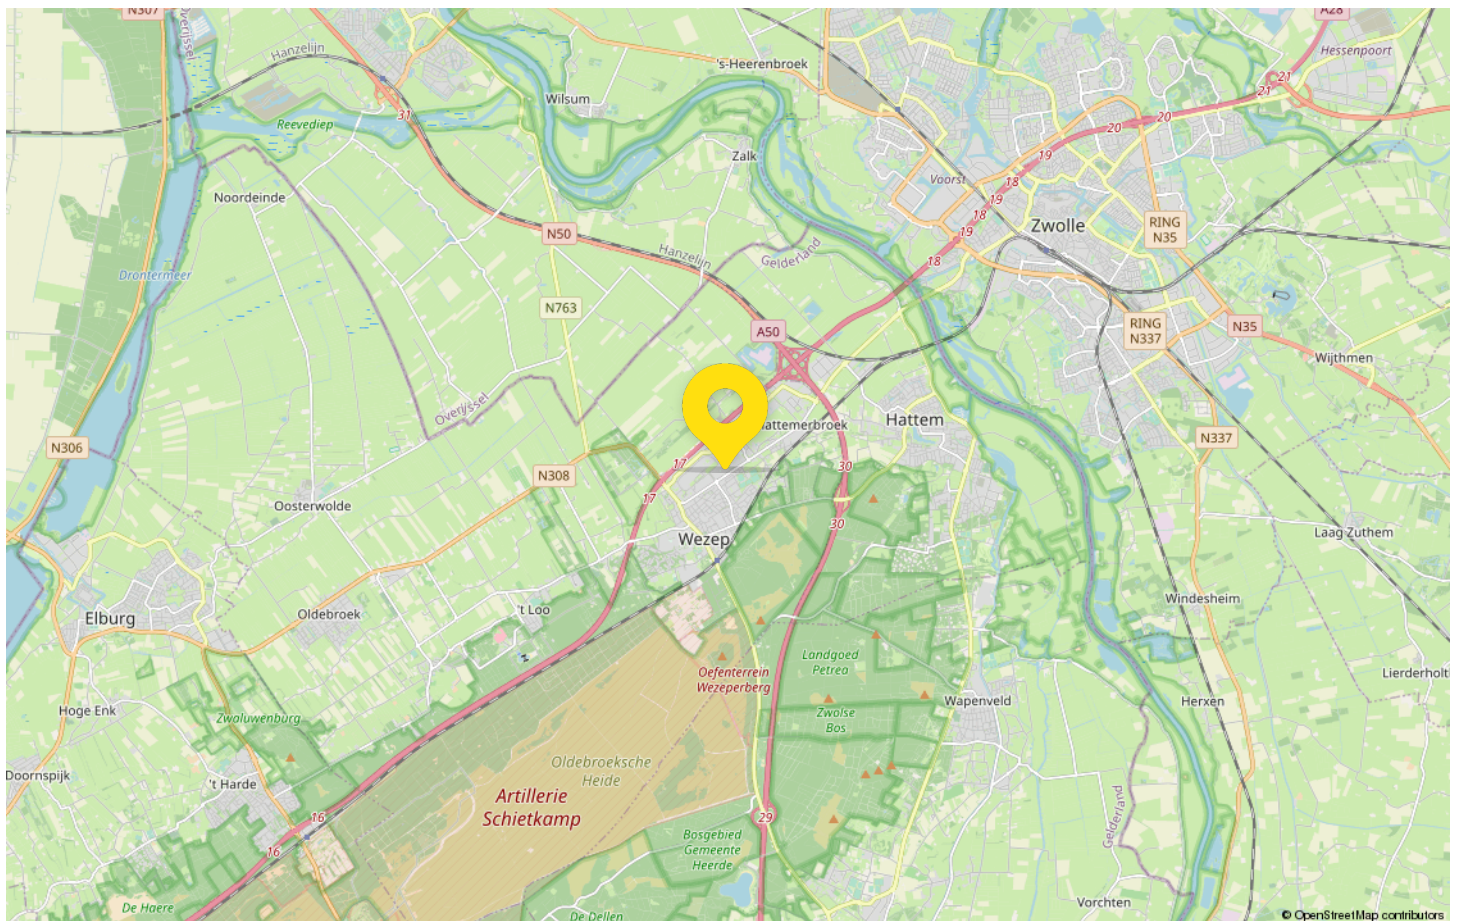 N307
Overijssel
Hanzelijn
A28
Hessenpoort
's-Heerenbroek
21
21
Wilsum
31
20
20
Reevediep
19
Zalk
Voorst
18
Noordeinde
19
18
Zwolle
RING
N35
19
N50
Hanzelijn
Gelderland
18
Drontermeer
N763
A50
RING
N337
N35
Wijthmen
Overijssel
Hattem
attemerbroek
N306
N337
17
30
N308
17
Oosterwolde
30
Laag Zuthem
Wezep
Windesheim
't Loo
Oldebroek
Elburg
Landgoed
Petrea
Oefenterrein
Wezeperberg
Lierderholt
Wapenveld
Herxen
Hoge Enk
Zwaluwenburg
Zwolse
Bos
Oldebroeksche
Heide
Doornspijk
't Harde
Artillerie
Schietkamp
16
29
Gelderland
Bosgebied
Gemeente
Heerde
16
De Haere
De Dellen
Vorchten
© OpenStreetMap contributors